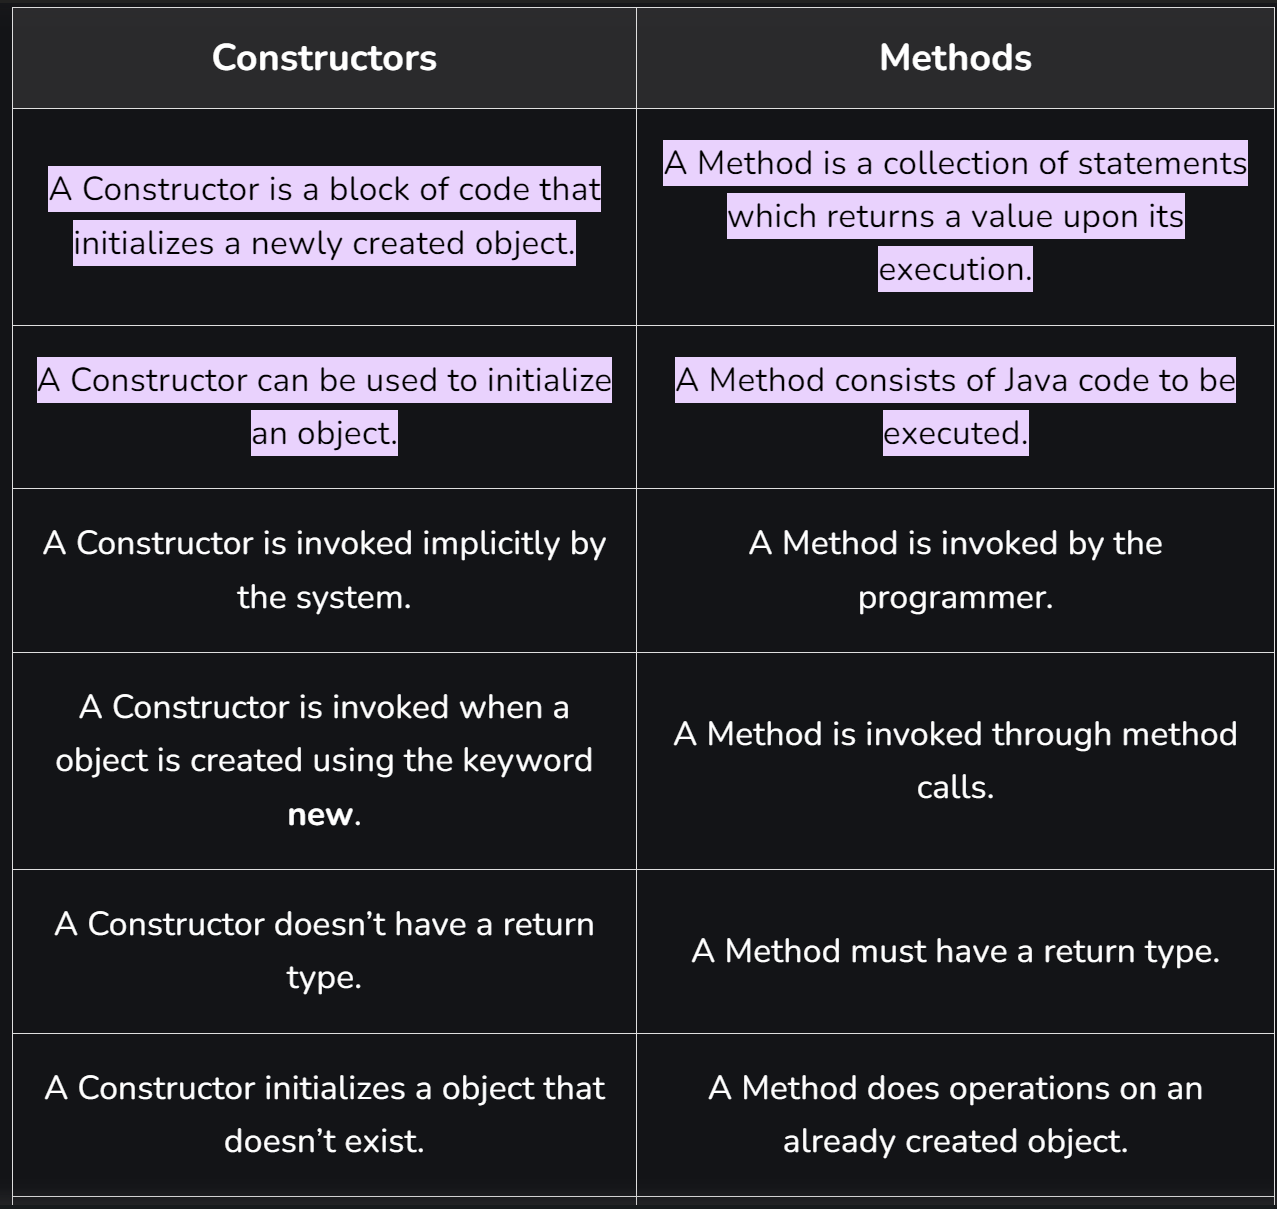 Constructors
Methods
A Constructor is a block of code that
initializes a newly created object.
A Method is a collection of statements
which returns a value upon its
execution.
A Constructor can be used to initialize
an object.
A Method consists of Java code to be
executed.
A Constructor is invoked implicitly by
the system.
A Method is invoked by the
programmer.
A Constructor is invoked when a
object is created using the keyword
new.
A Method is invoked through method
calls.
A Constructor doesn’t have a return
type.
A Method must have a return type.
A Constructor initializes a object that
doesn’t exist.
A Method does operations on an
already created object.